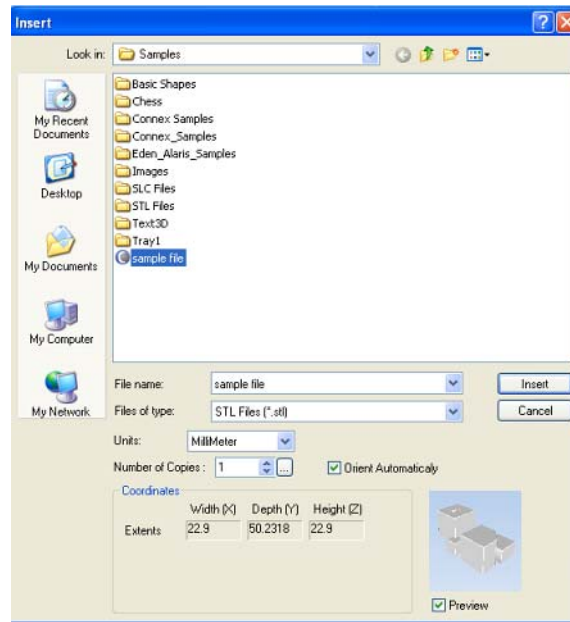 Insert
Look in: Samples
My Recent Documents
Desktop
My Documents
My Computer
My Network
Basic Shapes
Chess
Connex Samples
Connex_Samples
Eden_Alaris_Samples
Images
SLC Files
STL Files
Text3D
Tray1
sample file
File name: sample file Insert
Files of type: STL Files (*.stl) Cancel
Units: MilliMeter
Number of Copies : 1 ... Orient Automaticaly
Coordinates
Width (X) Depth (Y) Height (Z)
Extents 22.9 50.2318 22.9
Preview